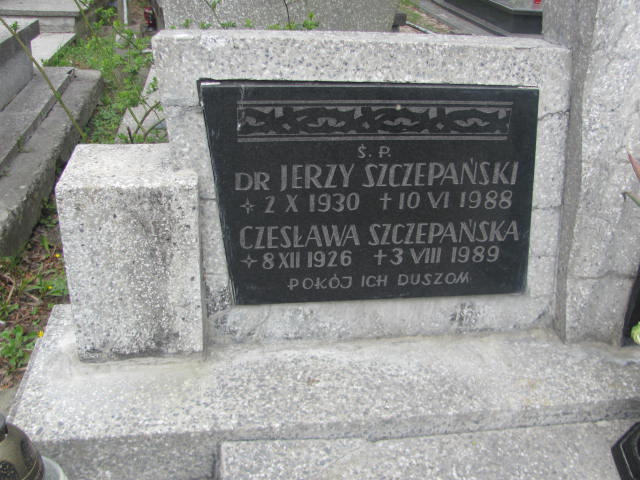 Ś. P.
DR JERZY SZCZEPAŃSKI
✧ 2 X 1930 ✝ 10 VI 1988
CZESŁAWA SZCZEPAŃSKA
✧ 8 XII 1926 ✝ 3 VIII 1989
POKÓJ ICH DUSZOM